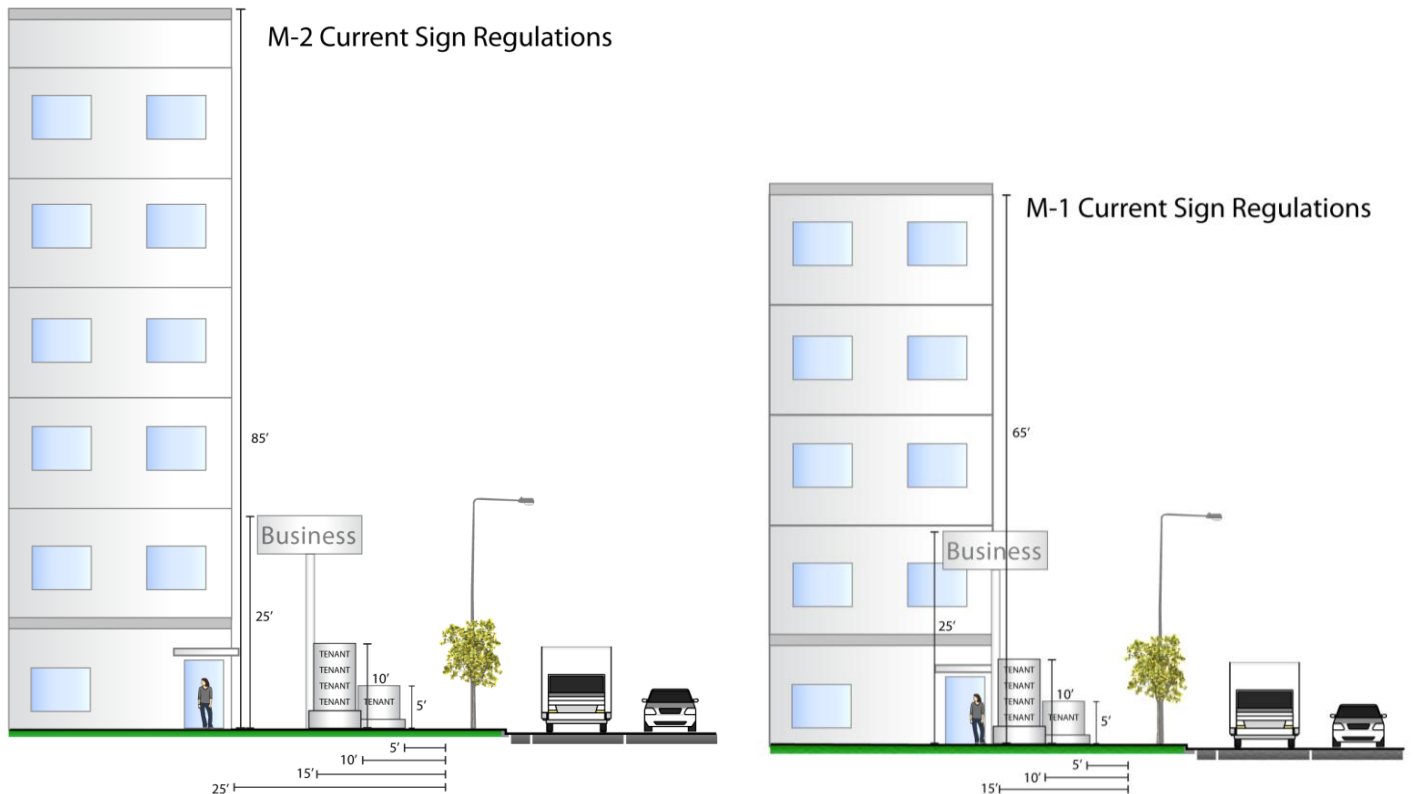 M-2 Current Sign Regulations
85′
Business
25′
TENANT
TENANT
TENANT
TENANT
10′
TENANT
5′
5′
10′
15′
25′
M-1 Current Sign Regulations
65′
Business
25′
TENANT
TENANT
TENANT
TENANT
10′
TENANT
5′
5′
10′
15′